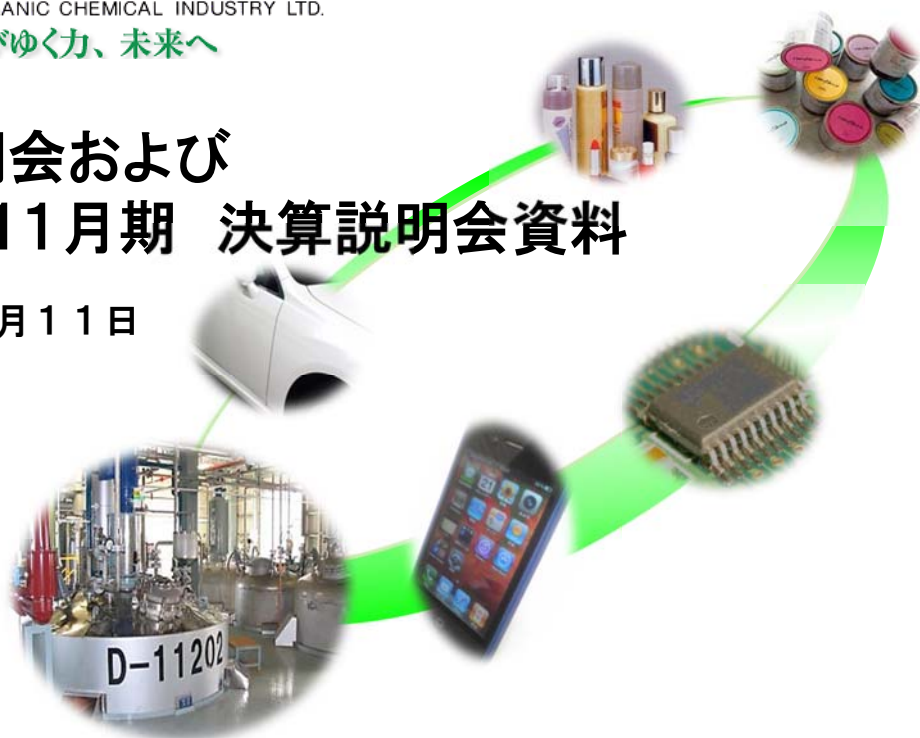 ANIC CHEMICAL INDUSTRY LTD.
びゆく力、未来へ
会および
11月期 決算説明会資料
月11日
D-11202